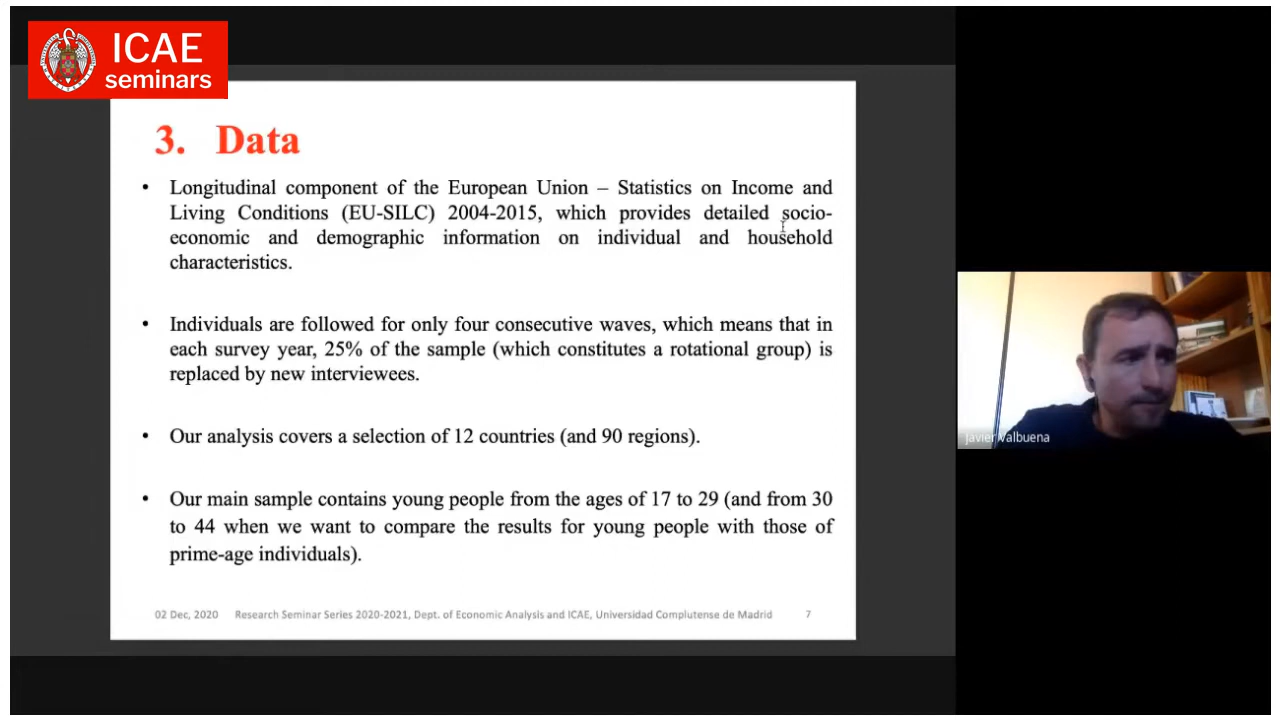 ICAE
seminars
3. Data
• Longitudinal component of the European Union – Statistics on Income and
Living Conditions (EU-SILC) 2004-2015, which provides detailed socio-
economic and demographic information on individual and household
characteristics.
• Individuals are followed for only four consecutive waves, which means that in
each survey year, 25% of the sample (which constitutes a rotational group) is
replaced by new interviewees.
• Our analysis covers a selection of 12 countries (and 90 regions).
• Our main sample contains young people from the ages of 17 to 29 (and from 30
to 44 when we want to compare the results for young people with those of
prime-age individuals).
02 Dec, 2020 Research Seminar Series 2020-2021, Dept. of Economic Analysis and ICAE, Universidad Complutense de Madrid 7
Javier Valbuena